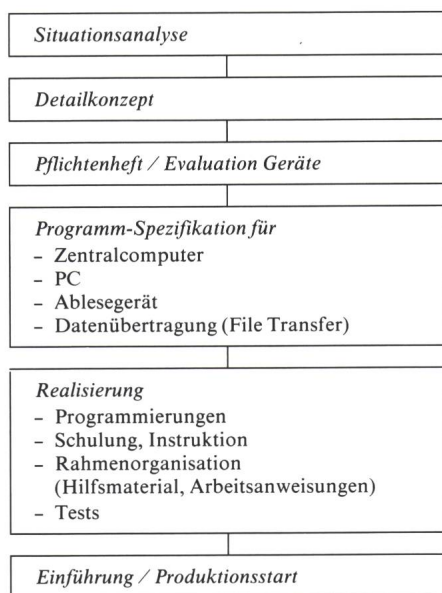 Situationsanalyse
Detailkonzept
Pflichtenheft / Evaluation Geräte
Programm-Spezifikation für
– Zentralcomputer
– PC
– Ablesegerät
– Datenübertragung (File Transfer)
Realisierung
– Programmierungen
– Schulung, Instruktion
– Rahmenorganisation
(Hilfsmaterial, Arbeitsanweisungen)
– Tests
Einführung / Produktionsstart